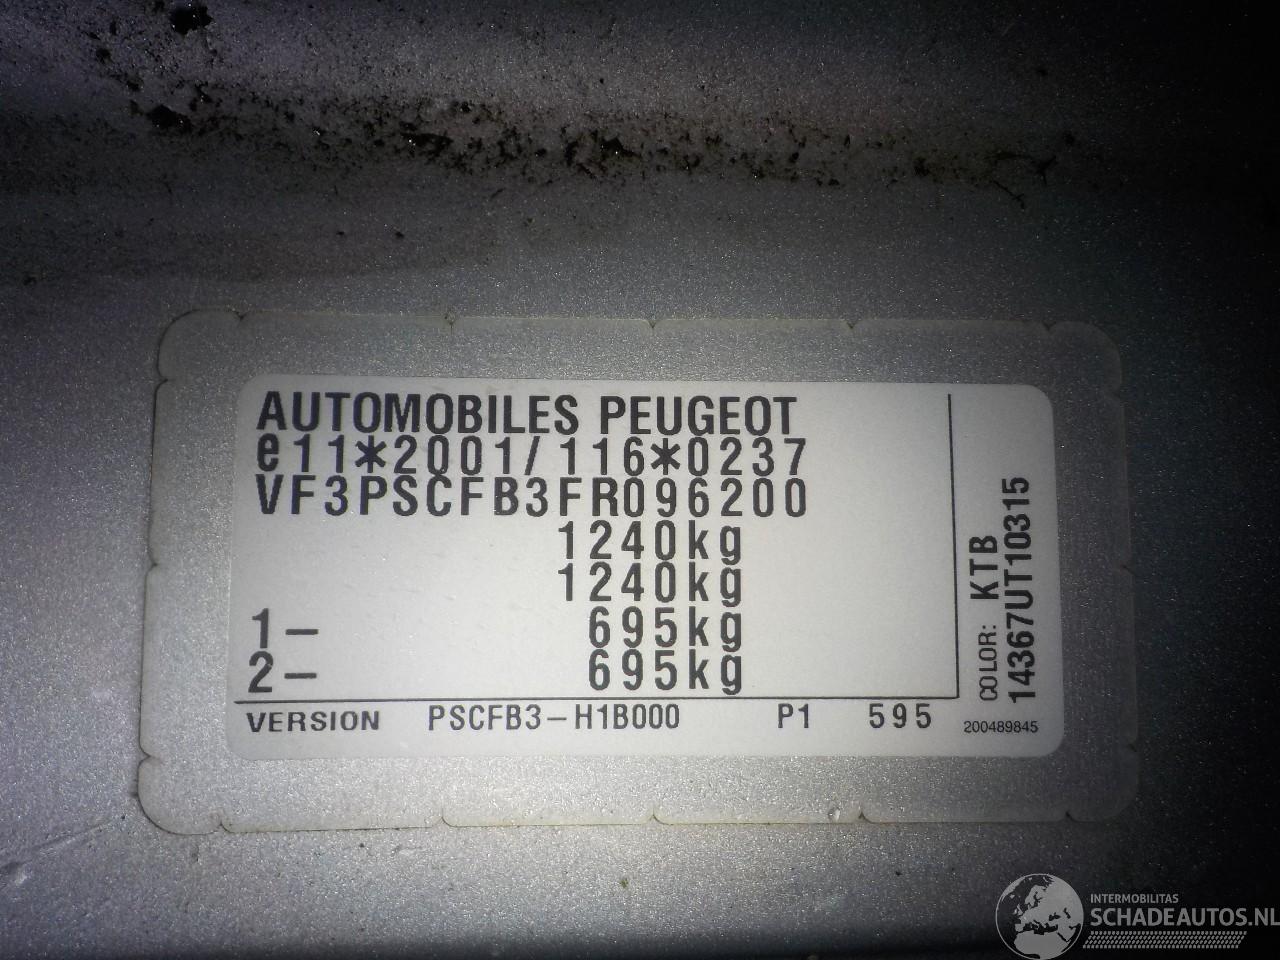 AUTOMOBILES PEUGEOT
e11*2001/116*0237
VF3PSCFB3FR096200
1240kg
1240kg
1- 695kg
2- 695kg
VERSION PSCFB3-H1B000 P1 595
COLOR: KTB
14367UT10315
200489845
INTERMOBILITAS
SCHADEAUTOS.NL